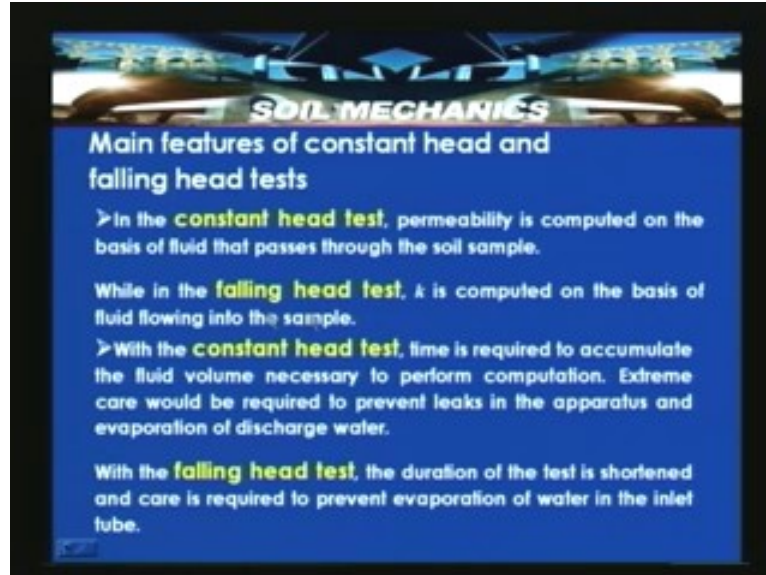 SOIL MECHANICS
Main features of constant head and
falling head tests
➢In the constant head test, permeability is computed on the
basis of fluid that passes through the soil sample.
While in the falling head test, k is computed on the basis of
fluid flowing into the sample.
➢With the constant head test, time is required to accumulate
the fluid volume necessary to perform computation. Extreme
care would be required to prevent leaks in the apparatus and
evaporation of discharge water.
With the falling head test, the duration of the test is shortened
and care is required to prevent evaporation of water in the inlet
tube.